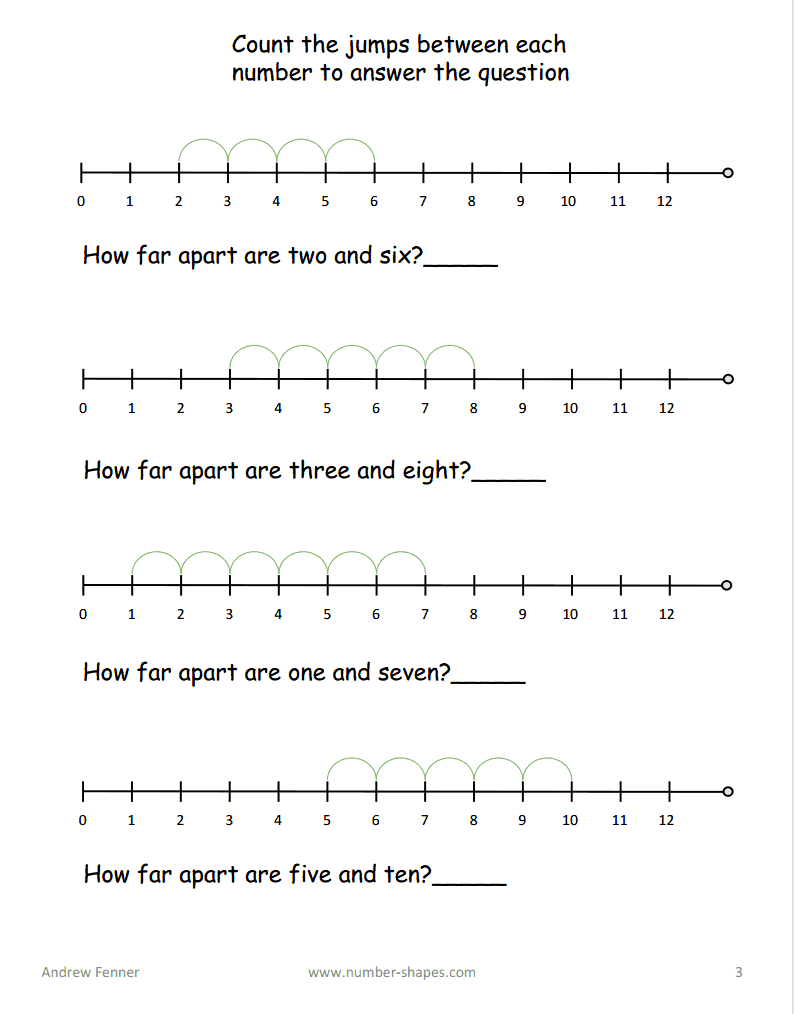 Count the jumps between each
number to answer the question
0 1 2 3 4 5 6 7 8 9 10 11 12
How far apart are two and six?_____
0 1 2 3 4 5 6 7 8 9 10 11 12
How far apart are three and eight?_____
0 1 2 3 4 5 6 7 8 9 10 11 12
How far apart are one and seven?_____
0 1 2 3 4 5 6 7 8 9 10 11 12
How far apart are five and ten?_____
Andrew Fenner www.number-shapes.com 3